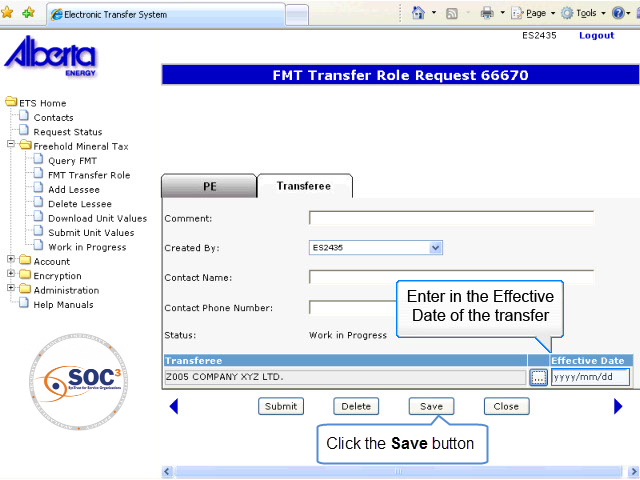 Electronic Transfer System
Page
Tools
ES2435 Logout
Alberta
ENERGY
FMT Transfer Role Request 66670
ETS Home
Contacts
Request Status
Freehold Mineral Tax
Query FMT
FMT Transfer Role
Add Lessee
Delete Lessee
Download Unit Values
Submit Unit Values
Work in Progress
Account
Encryption
Administration
Help Manuals
SOC3
PE Transferee
Comment:
Created By: ES2435
Contact Name:
Contact Phone Number:
Status: Work in Progress
Enter in the Effective
Date of the transfer
Transferee Effective Date
Z005 COMPANY XYZ LTD. ... yyyy/mm/dd
Submit Delete Save Close
Click the Save button